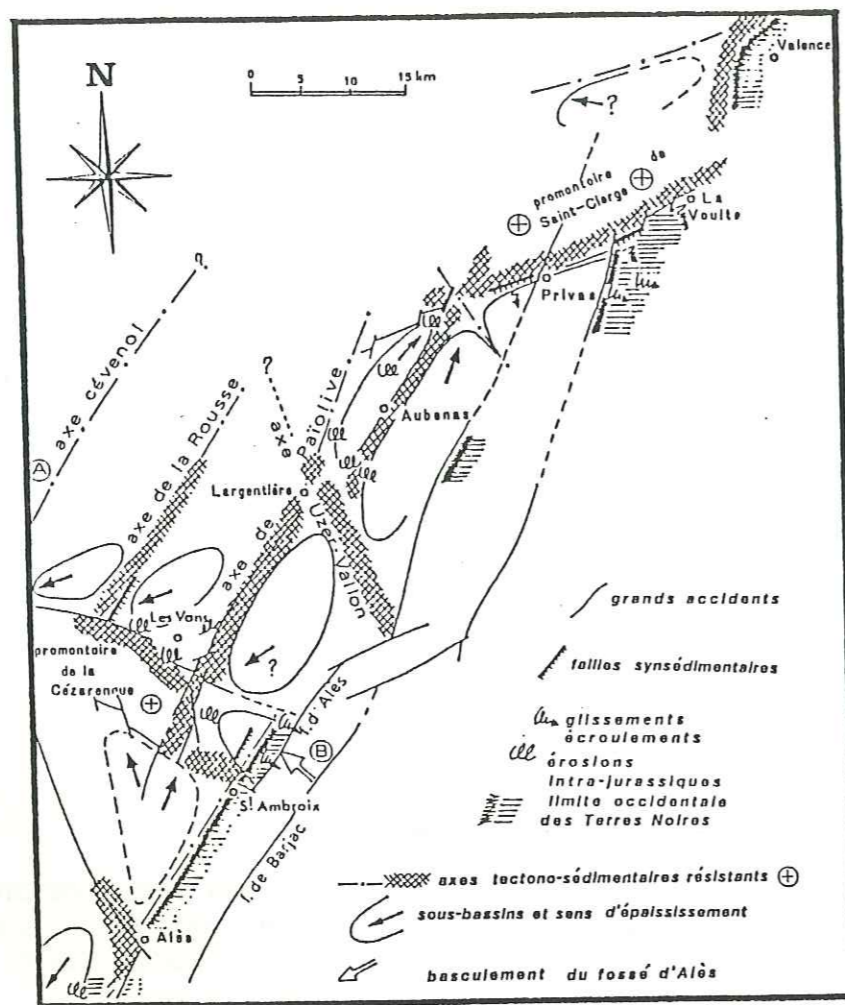 N
0 5 10 15 km
Valence
?
promontoire de
Saint-Clerge
La
Voulte
Privas
?
axe cévenol
A
axe de la Rousse
?
axe
Païolive
Aubenas
Largentière
axe de
Uzer-Vallon
Les Vans
promontoire
de la
Cézarenque
?
f. d'Alès
B
St Ambroix
f. de Barjac
Alès
grands accidents
failles synsédimentaires
glissements
écroulements
érosions
intra-jurassiques
limite occidentale
des Terres Noires
axes tectono-sédimentaires résistants
sous-bassins et sens d'épaississement
basculement du fossé d'Alès